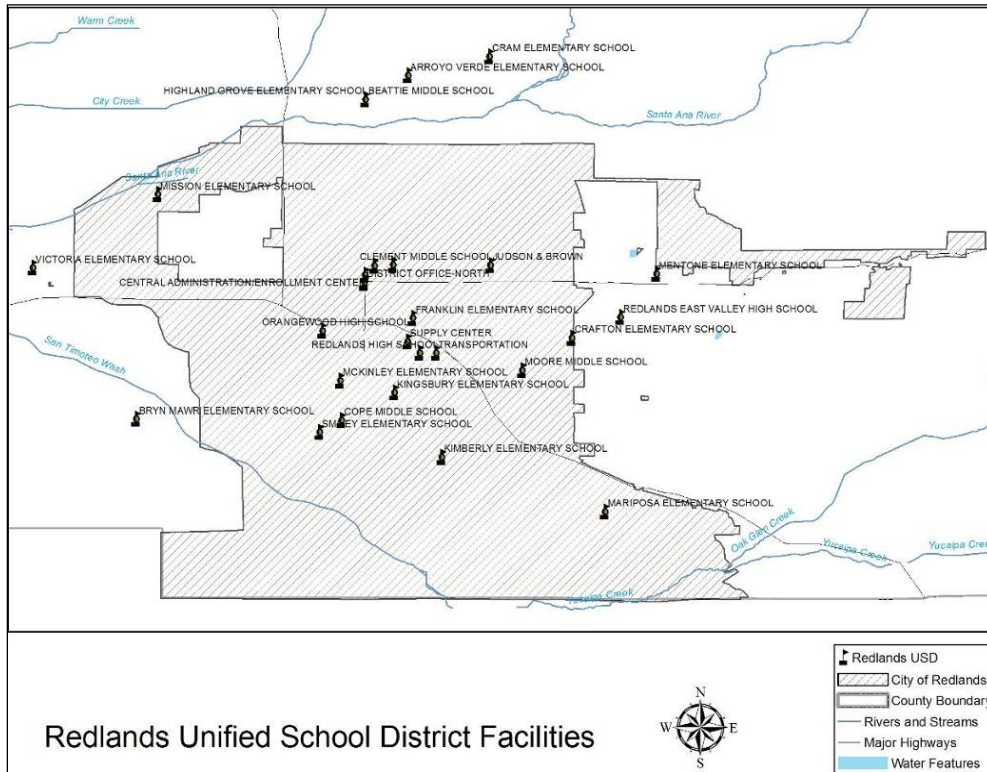 Warm Creek
CRAM ELEMENTARY SCHOOL
ARROYO VERDE ELEMENTARY SCHOOL
HIGHLAND GROVE ELEMENTARY SCHOOL BEATTIE MIDDLE SCHOOL
City Creek
Santa Ana River
Santa Ana River
MISSION ELEMENTARY SCHOOL
VICTORIA ELEMENTARY SCHOOL
CLEMENT MIDDLE SCHOOL JUDSON & BROWN
DISTRICT OFFICE-NORTH
MENTONE ELEMENTARY SCHOOL
CENTRAL ADMINISTRATION/ENROLLMENT CENTER
FRANKLIN ELEMENTARY SCHOOL
REDLANDS EAST VALLEY HIGH SCHOOL
ORANGEWOOD HIGH SCHOOL
SUPPLY CENTER
CRAFTON ELEMENTARY SCHOOL
REDLANDS HIGH SCHOOL TRANSPORTATION
San Timoteo Wash
MOORE MIDDLE SCHOOL
MCKINLEY ELEMENTARY SCHOOL
KINGSBURY ELEMENTARY SCHOOL
BRYN MAWR ELEMENTARY SCHOOL
COPE MIDDLE SCHOOL
SMILEY ELEMENTARY SCHOOL
KIMBERLY ELEMENTARY SCHOOL
MARIPOSA ELEMENTARY SCHOOL
Oak Glen Creek
Yucaipa Creek
Yucaipa Cree
Yucaipa Creek
Redlands Unified School District Facilities
N
W E
S
Redlands USD
City of Redlands
County Boundary
Rivers and Streams
Major Highways
Water Features